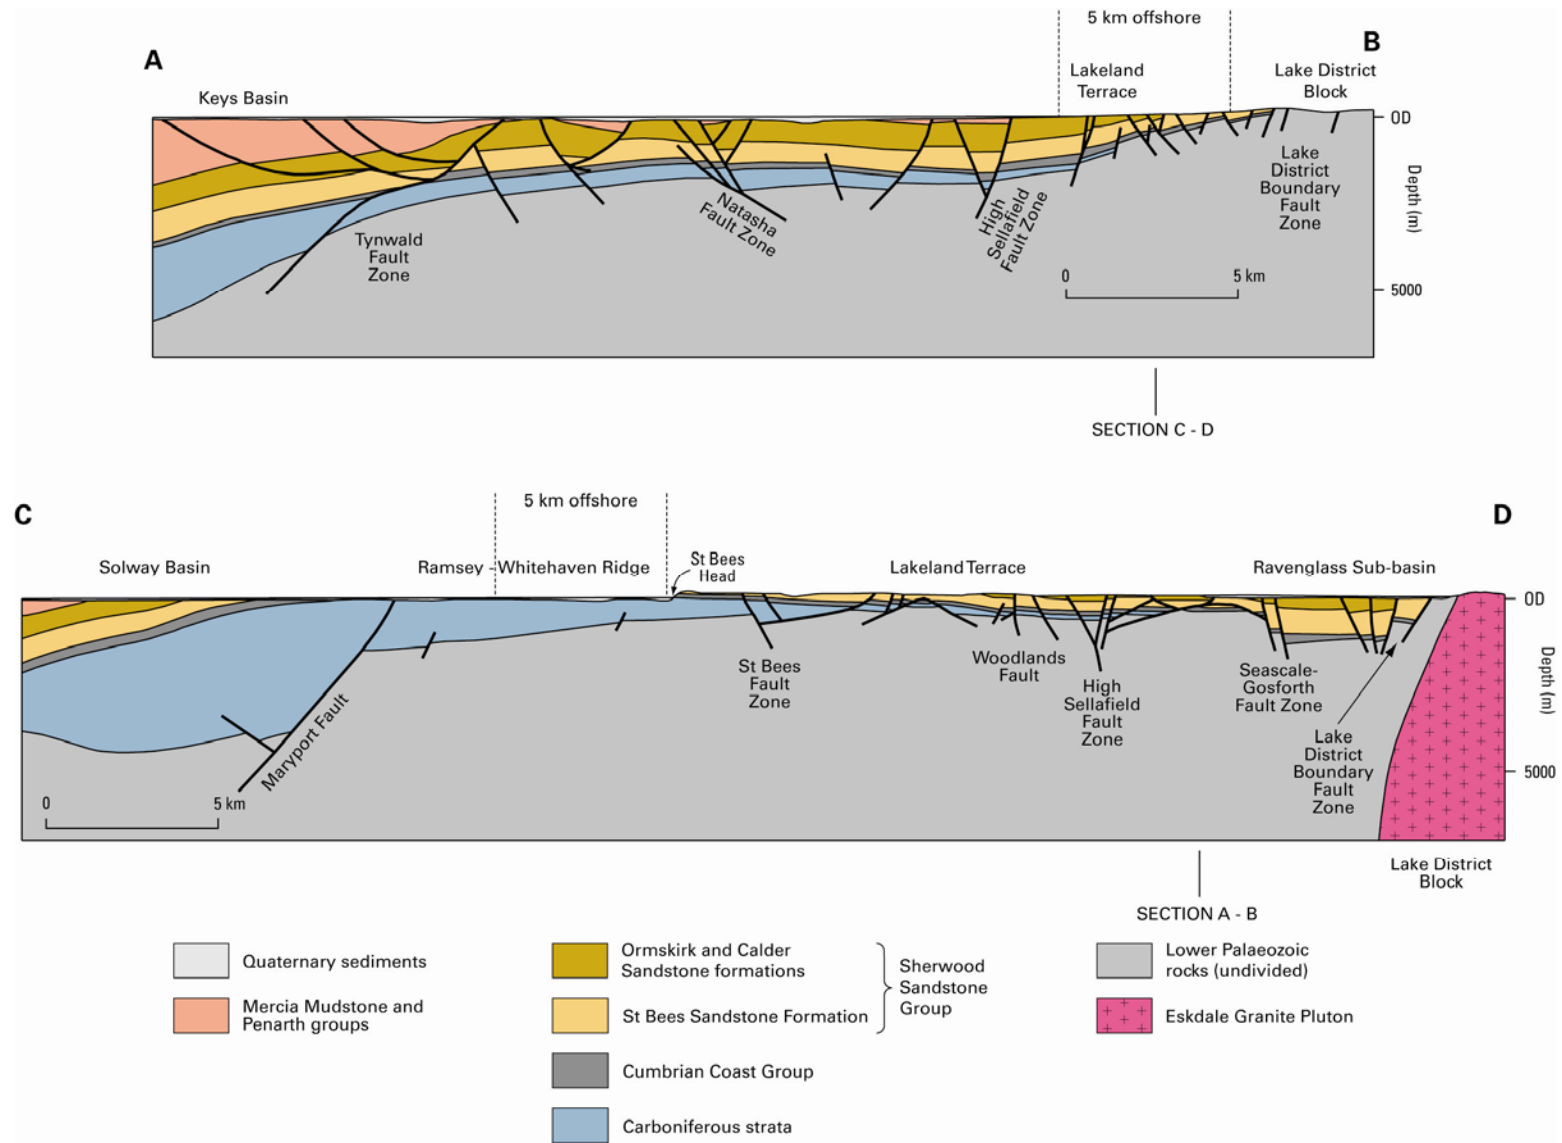 5 km offshore
A
B
Keys Basin
Lakeland
Terrace
Lake District
Block
OD
Tynwald
Fault
Zone
Natasha
Fault Zone
High
Sellafield
Fault Zone
Lake
District
Boundary
Fault
Zone
Depth (m)
0
5 km
5000
SECTION C - D
C
5 km offshore
D
Solway Basin
Ramsey - Whitehaven Ridge
St Bees
Head
Lakeland Terrace
Ravenglass Sub-basin
OD
Maryport Fault
St Bees
Fault
Zone
Woodlands
Fault
High
Sellafield
Fault
Zone
Seascale-
Gosforth
Fault Zone
Lake
District
Boundary
Fault
Zone
Depth (m)
5000
0
5 km
Lake District
Block
SECTION A - B
Quaternary sediments
Mercia Mudstone and
Penarth groups
Ormskirk and Calder
Sandstone formations
St Bees Sandstone Formation
Sherwood
Sandstone
Group
Cumbrian Coast Group
Carboniferous strata
Lower Palaeozoic
rocks (undivided)
Eskdale Granite Pluton